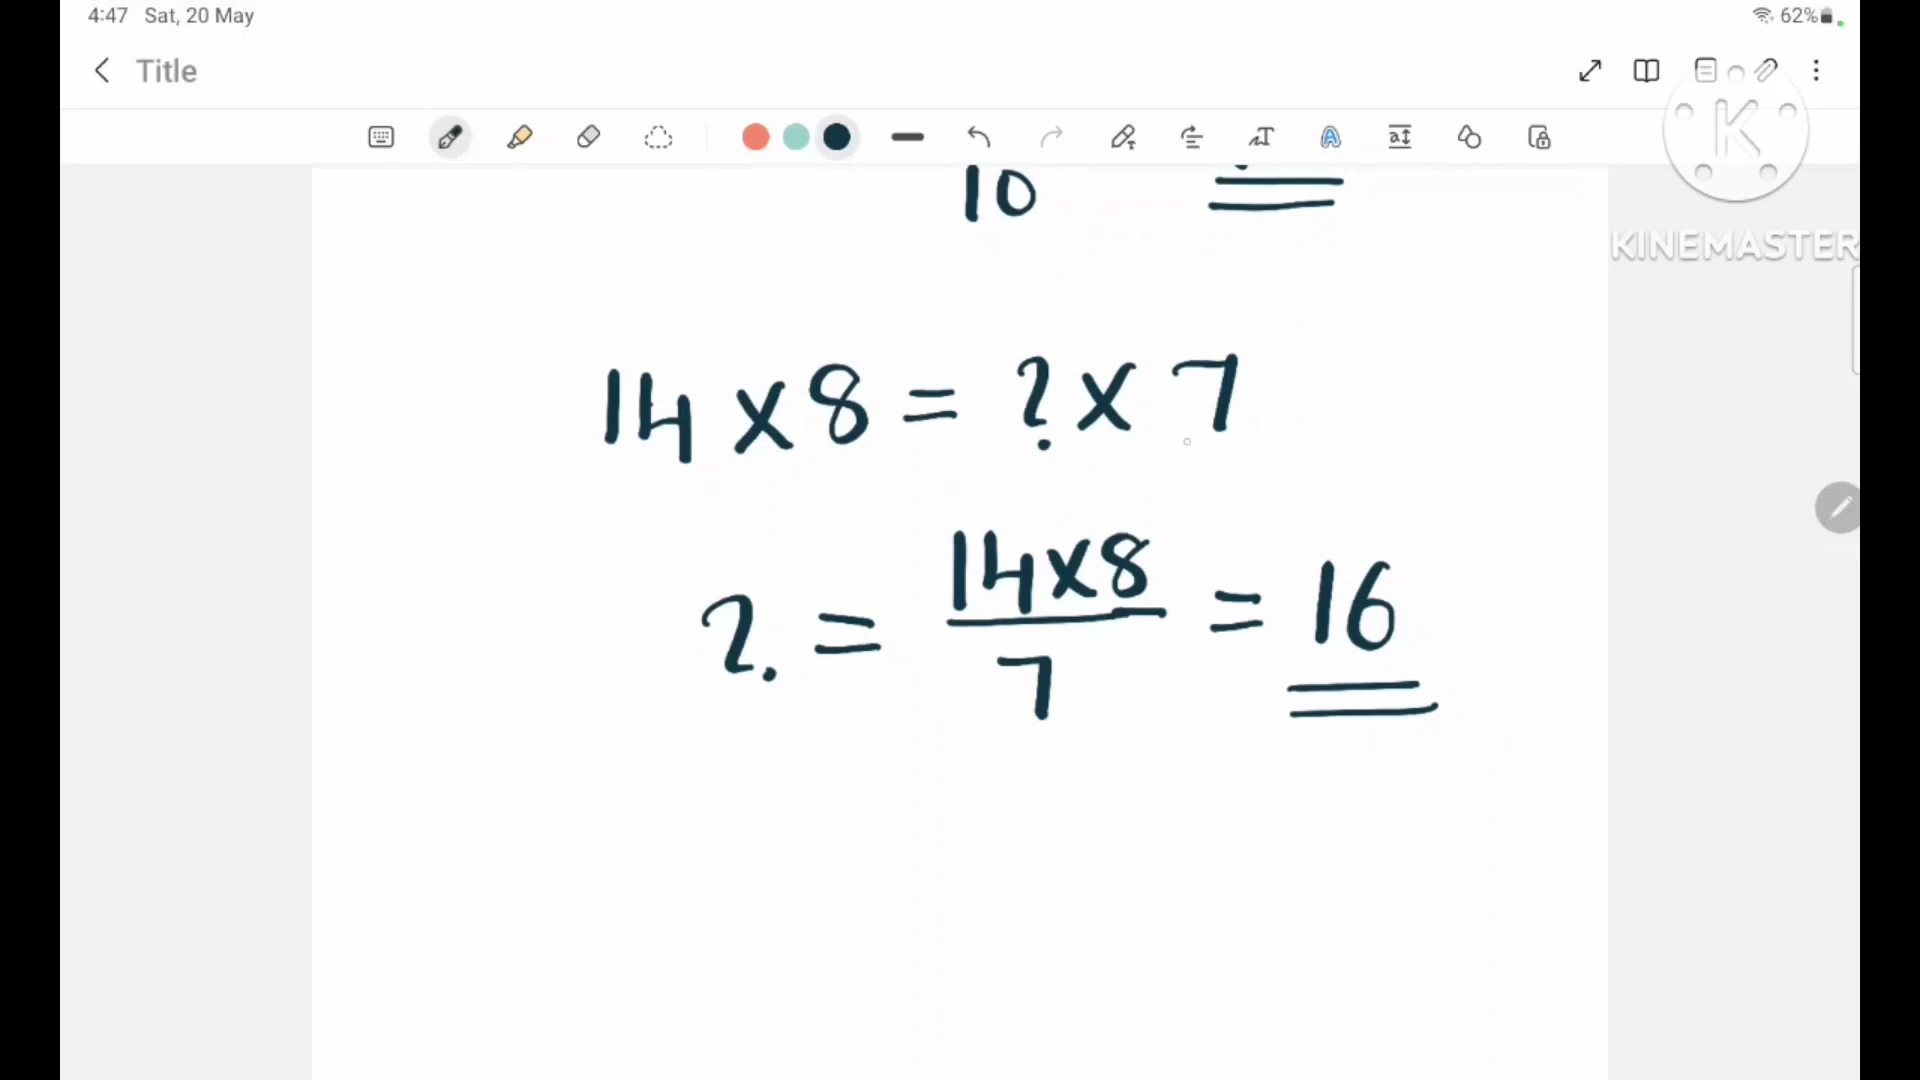 4:47 Sat, 20 May 62%
Title
K
KINEMASTER
10
14 x 8 = ? x 7
? = 14x8 = 16
7